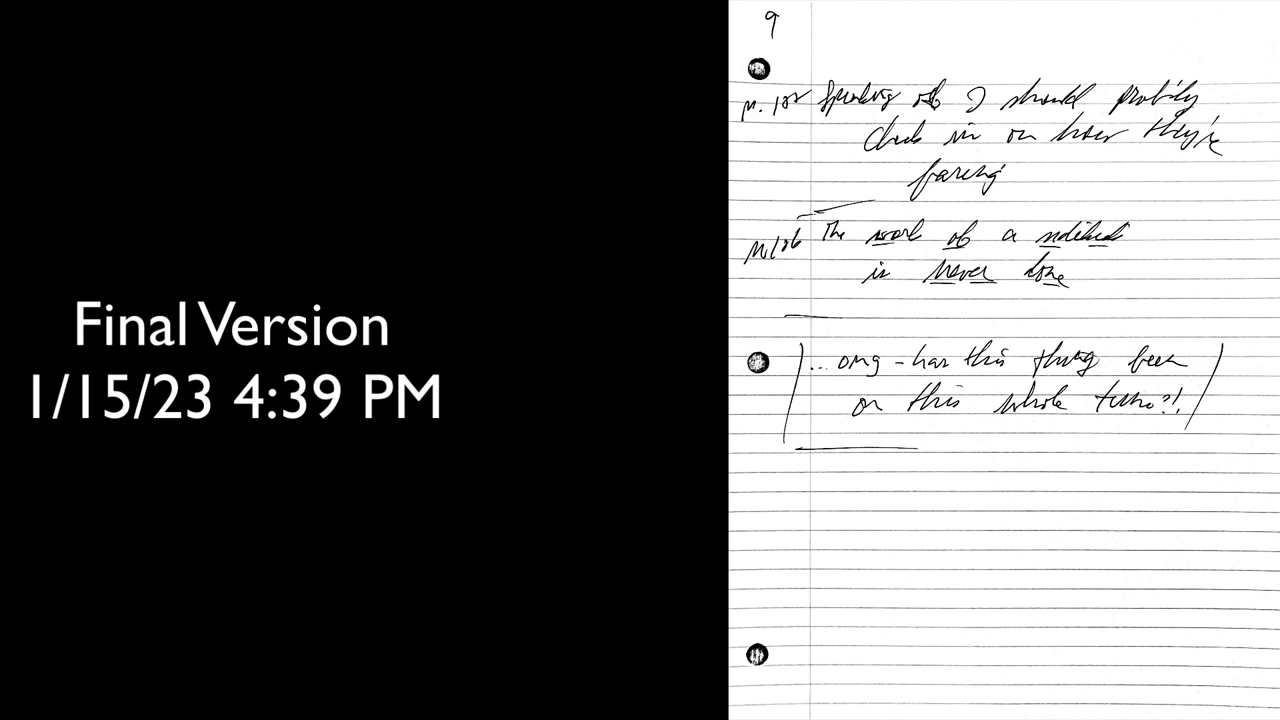 Final Version
1/15/23 4:39 PM
9
Speaking of I should probably
check in on how they're
faring
The work of a
is never done
...omg - has this thing been
on this whole time?!